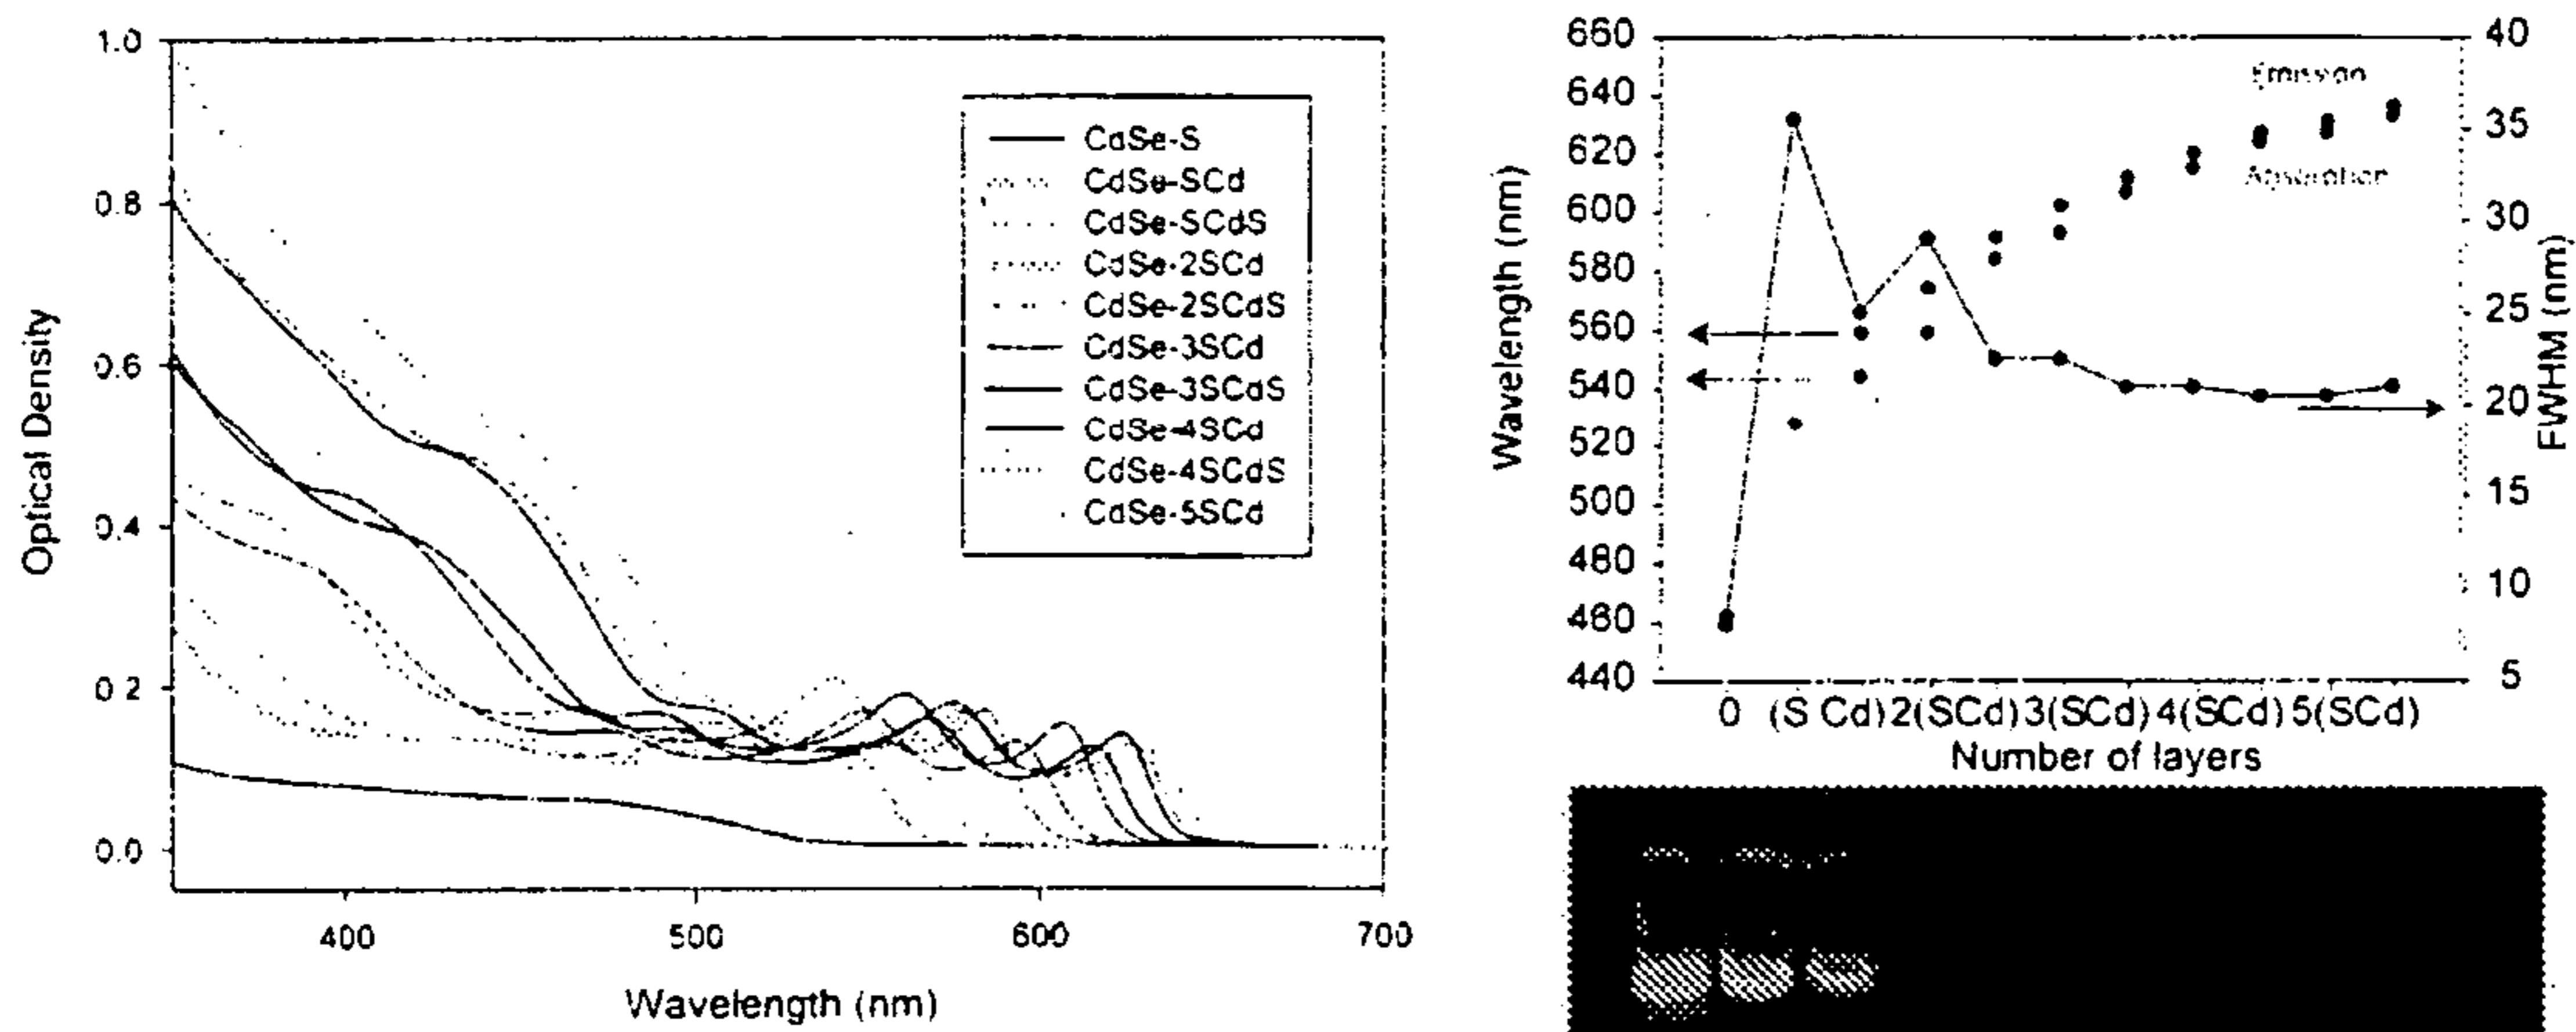 1.0
0.8
0.6
0.4
0.2
0.0
Optical Density
400 500 600 700
Wavelength (nm)
CdSe-S
CdSe-SCd
CdSe-SCdS
CdSe-2SCd
CdSe-2SCdS
CdSe-3SCd
CdSe-3SCdS
CdSe-4SCd
CdSe-4SCdS
CdSe-5SCd
660
640
620
600
580
560
540
520
500
480
460
440
Wavelength (nm)
Emission
Absorption
40
35
30
25
20
15
10
5
FWHM (nm)
0 (S Cd) 2(SCd) 3(SCd) 4(SCd) 5(SCd)
Number of layers